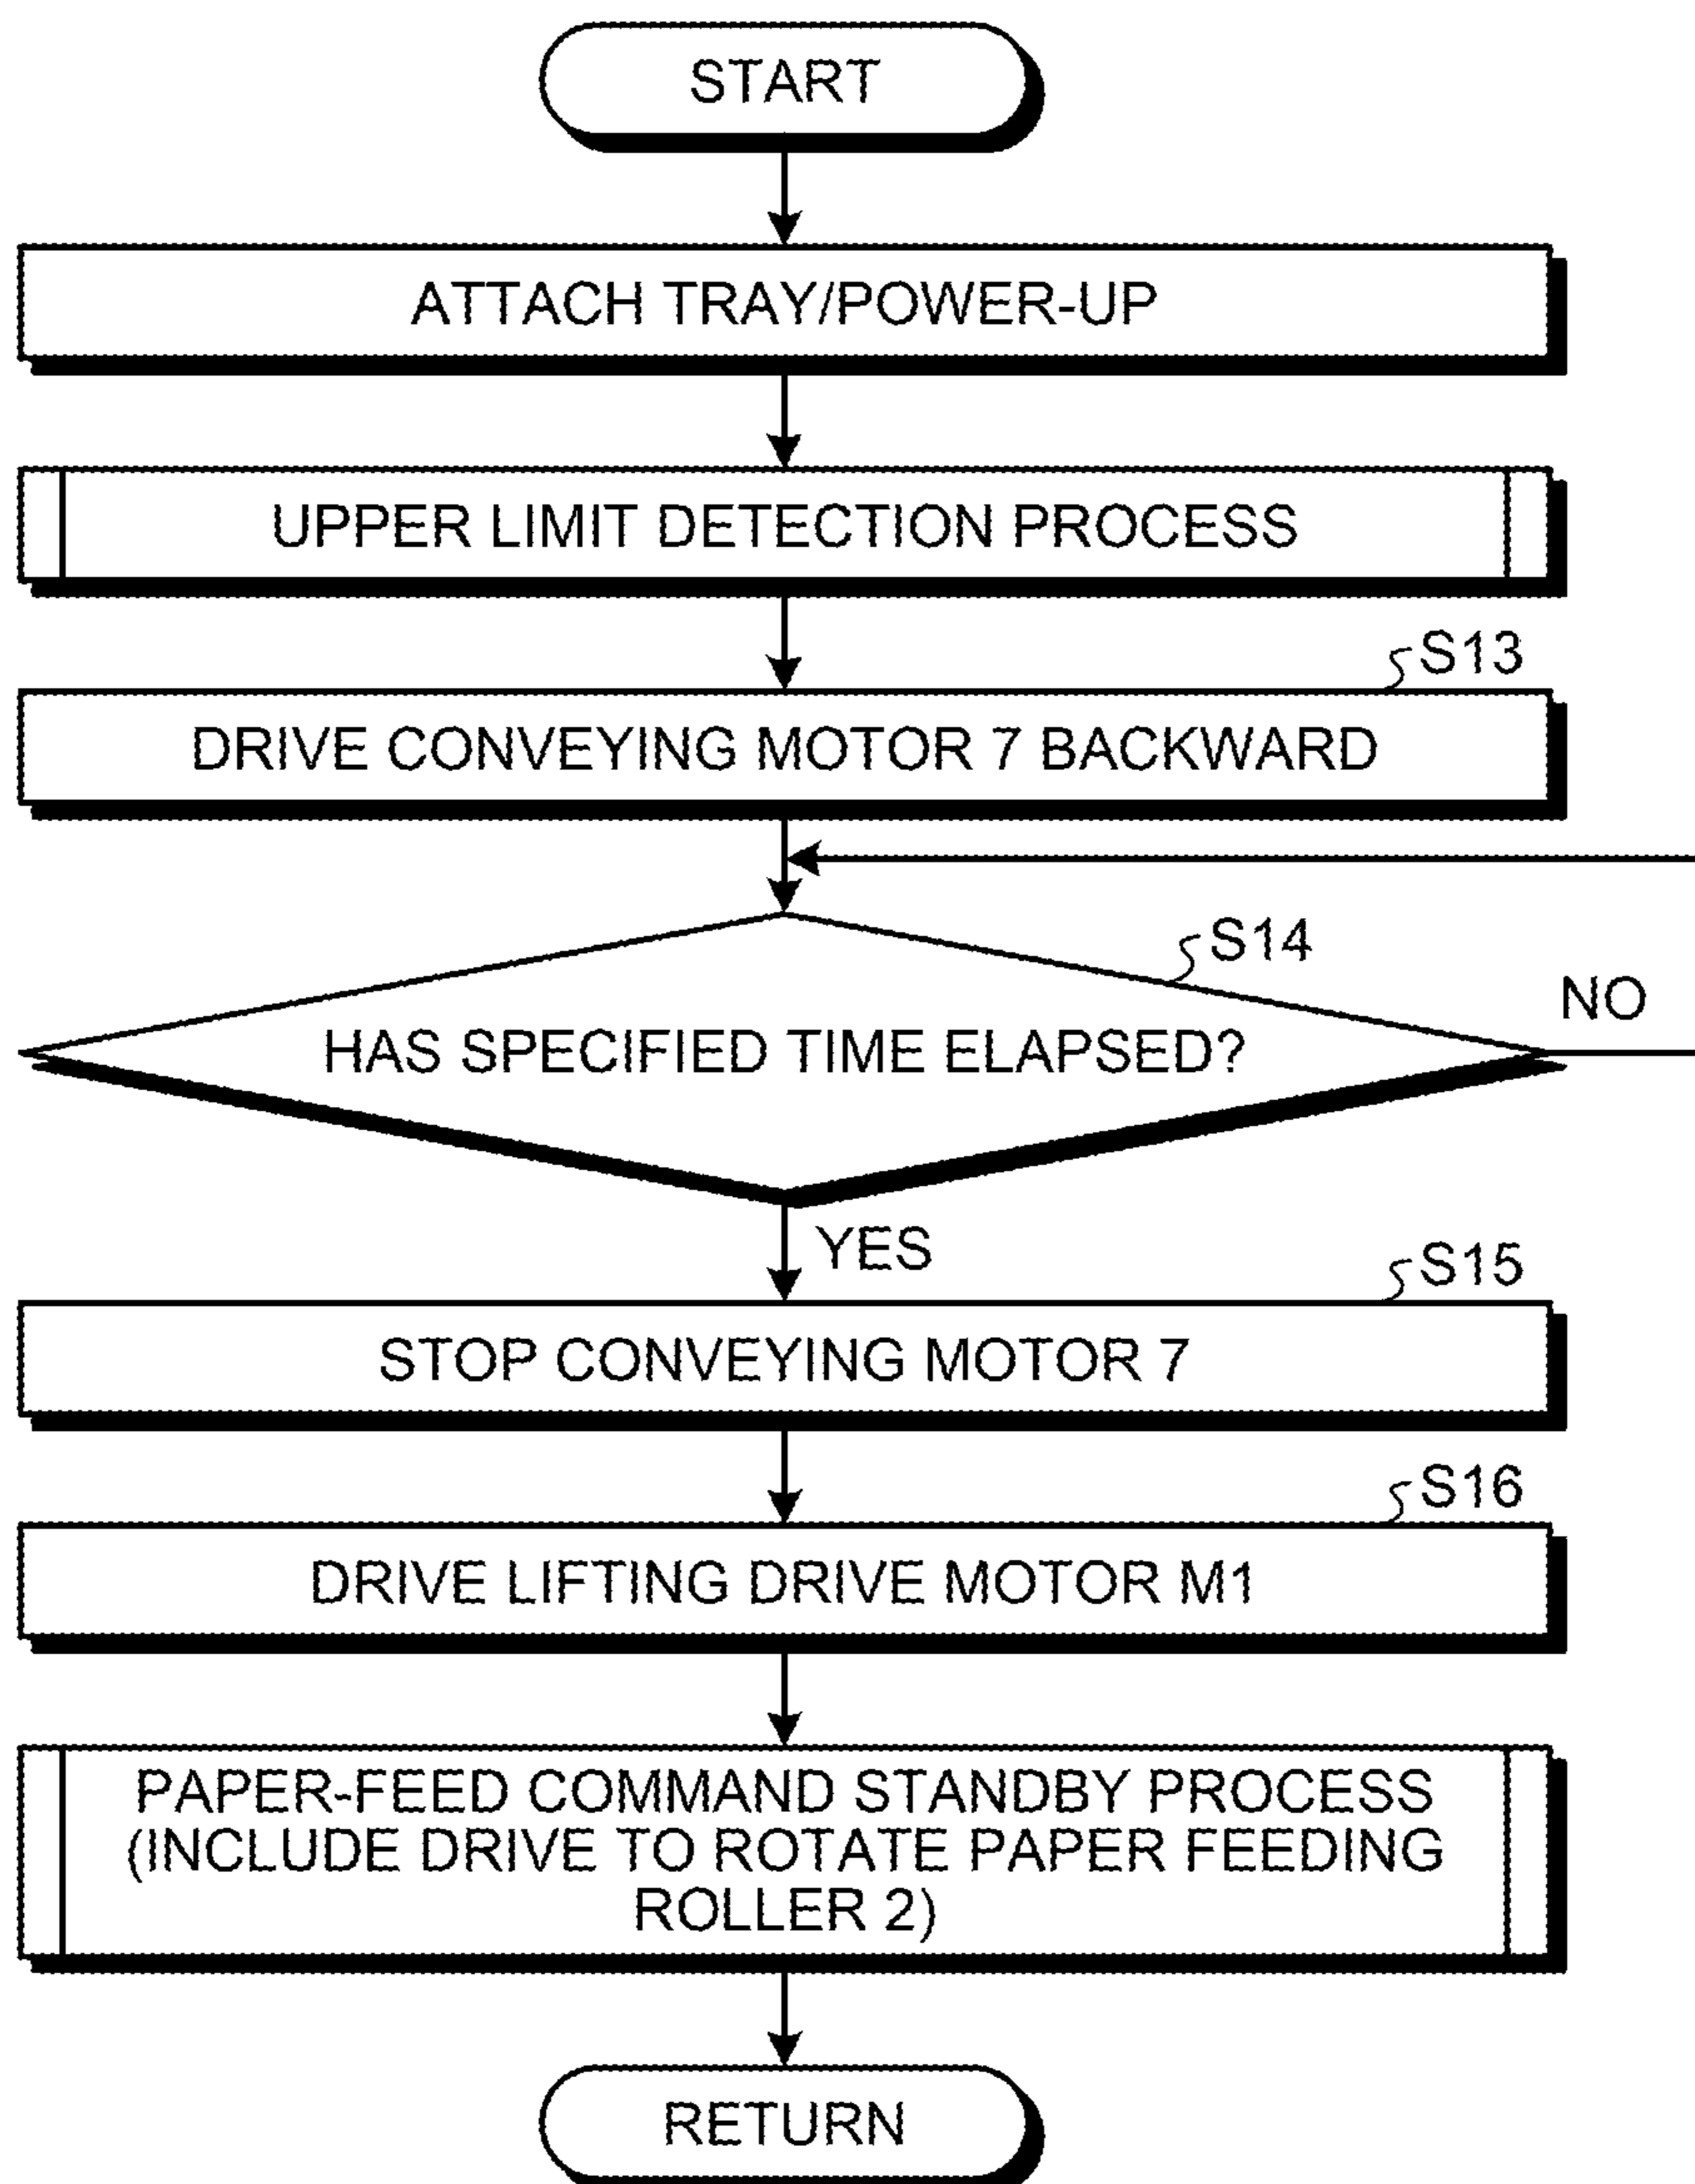 START
ATTACH TRAY/POWER-UP
UPPER LIMIT DETECTION PROCESS
S13
DRIVE CONVEYING MOTOR 7 BACKWARD
S14
NO
HAS SPECIFIED TIME ELAPSED?
YES
S15
STOP CONVEYING MOTOR 7
S16
DRIVE LIFTING DRIVE MOTOR M1
PAPER-FEED COMMAND STANDBY PROCESS
(INCLUDE DRIVE TO ROTATE PAPER FEEDING
ROLLER 2)
RETURN